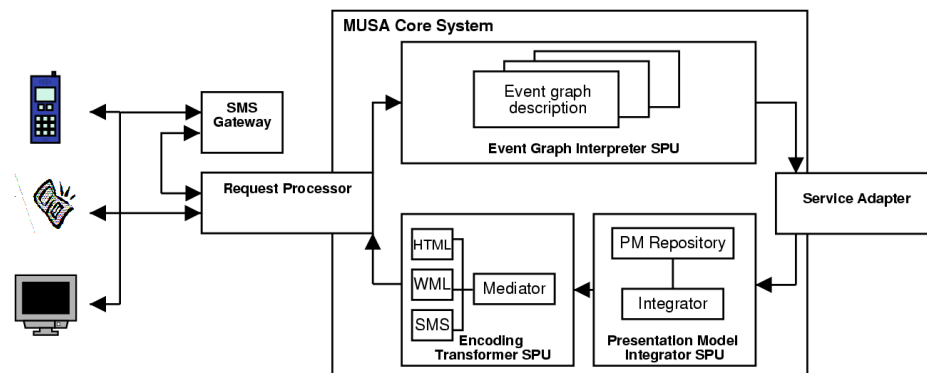 MUSA Core System
SMS
Gateway
Event graph
description
Event Graph Interpreter SPU
Request Processor
Service Adapter
HTML
WML
SMS
Mediator
Encoding
Transformer SPU
PM Repository
Integrator
Presentation Model
Integrator SPU